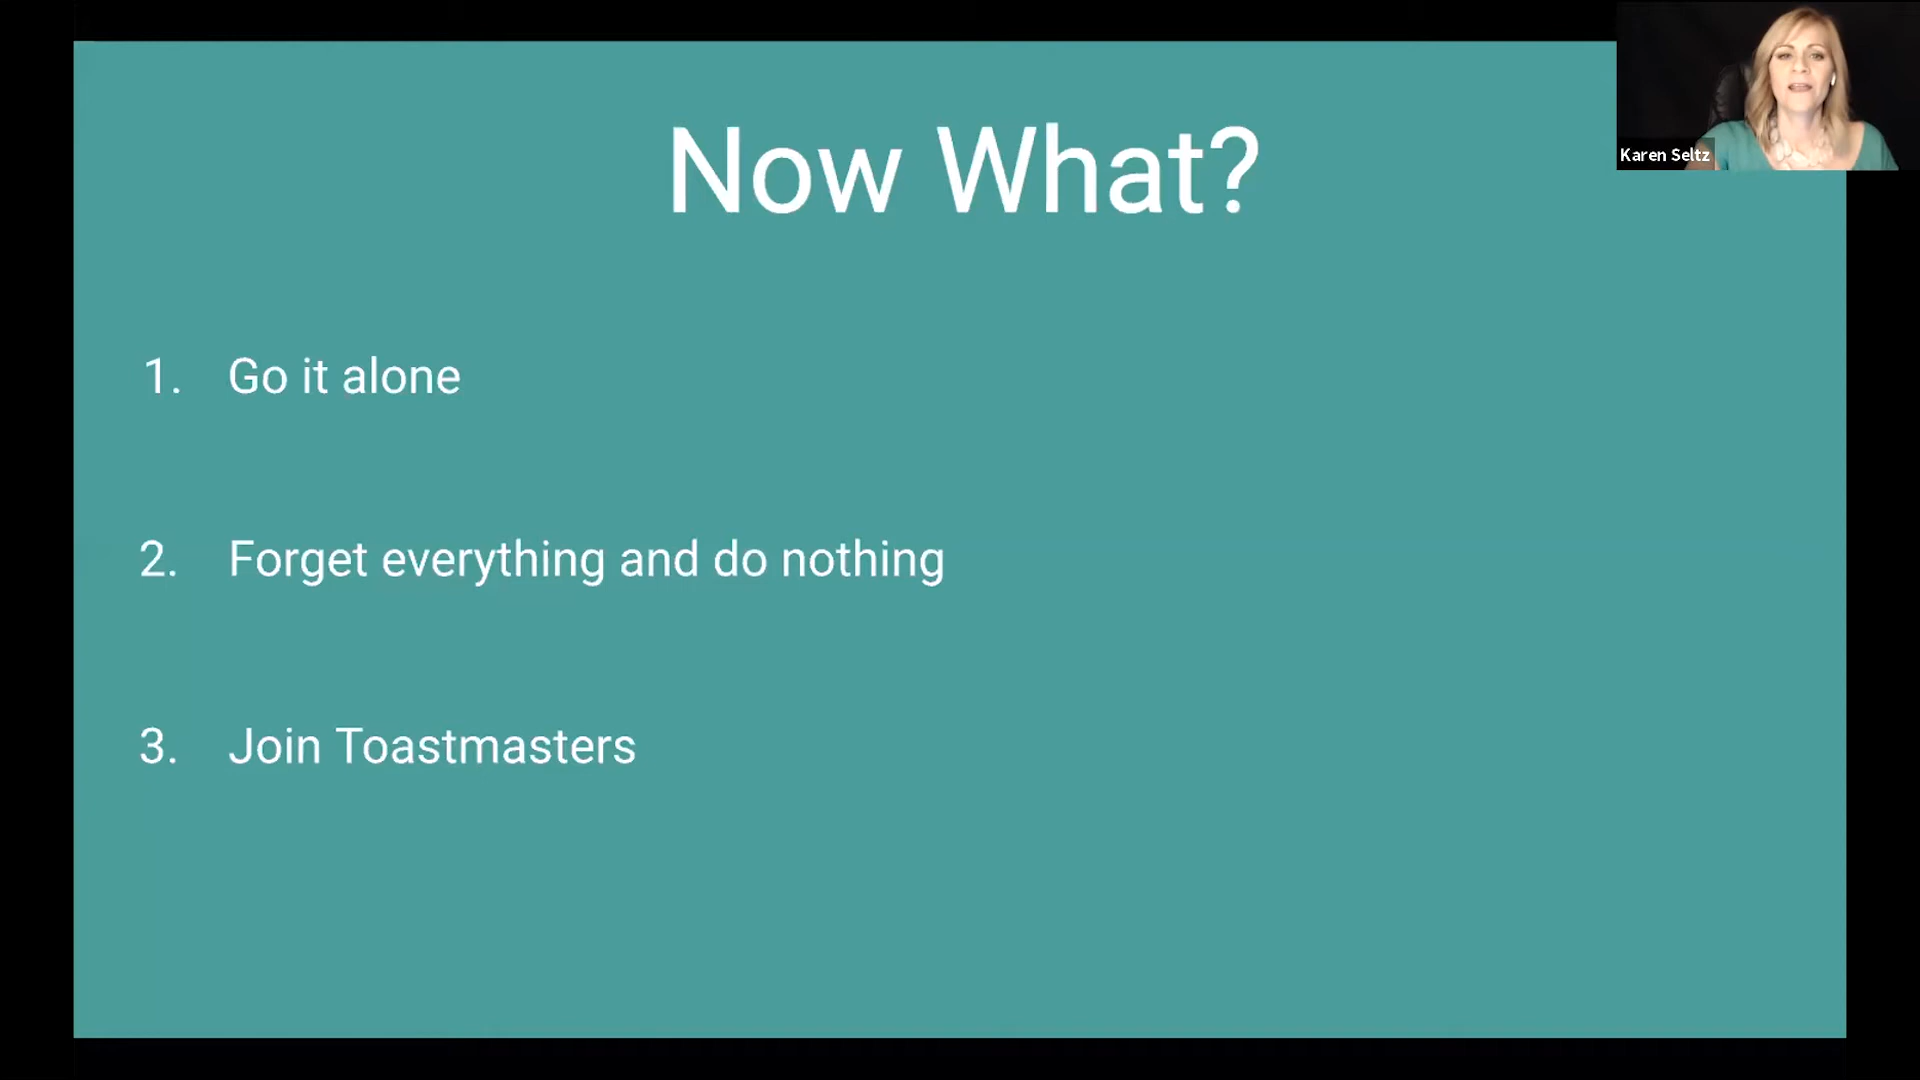 Now What?
Karen Seltz
1. Go it alone
2. Forget everything and do nothing
3. Join Toastmasters